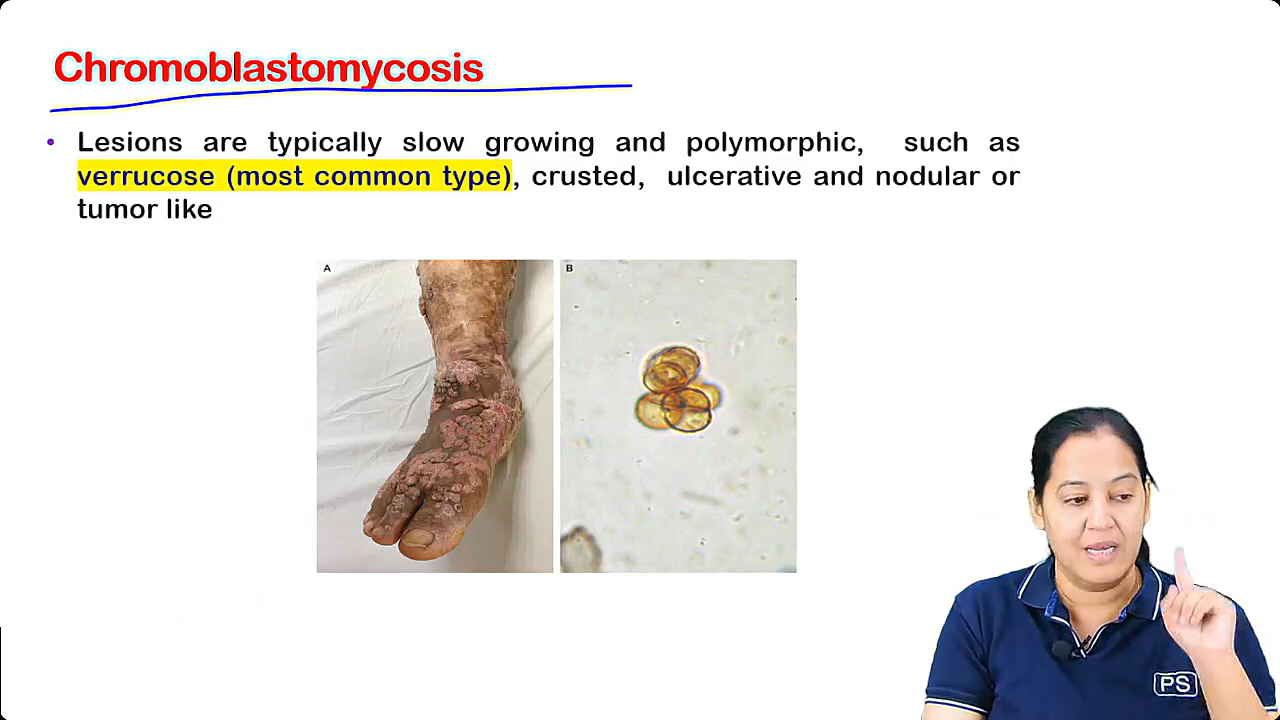 Chromoblastomycosis
• Lesions are typically slow growing and polymorphic, such as
verrucose (most common type), crusted, ulcerative and nodular or
tumor like
A
B
PS